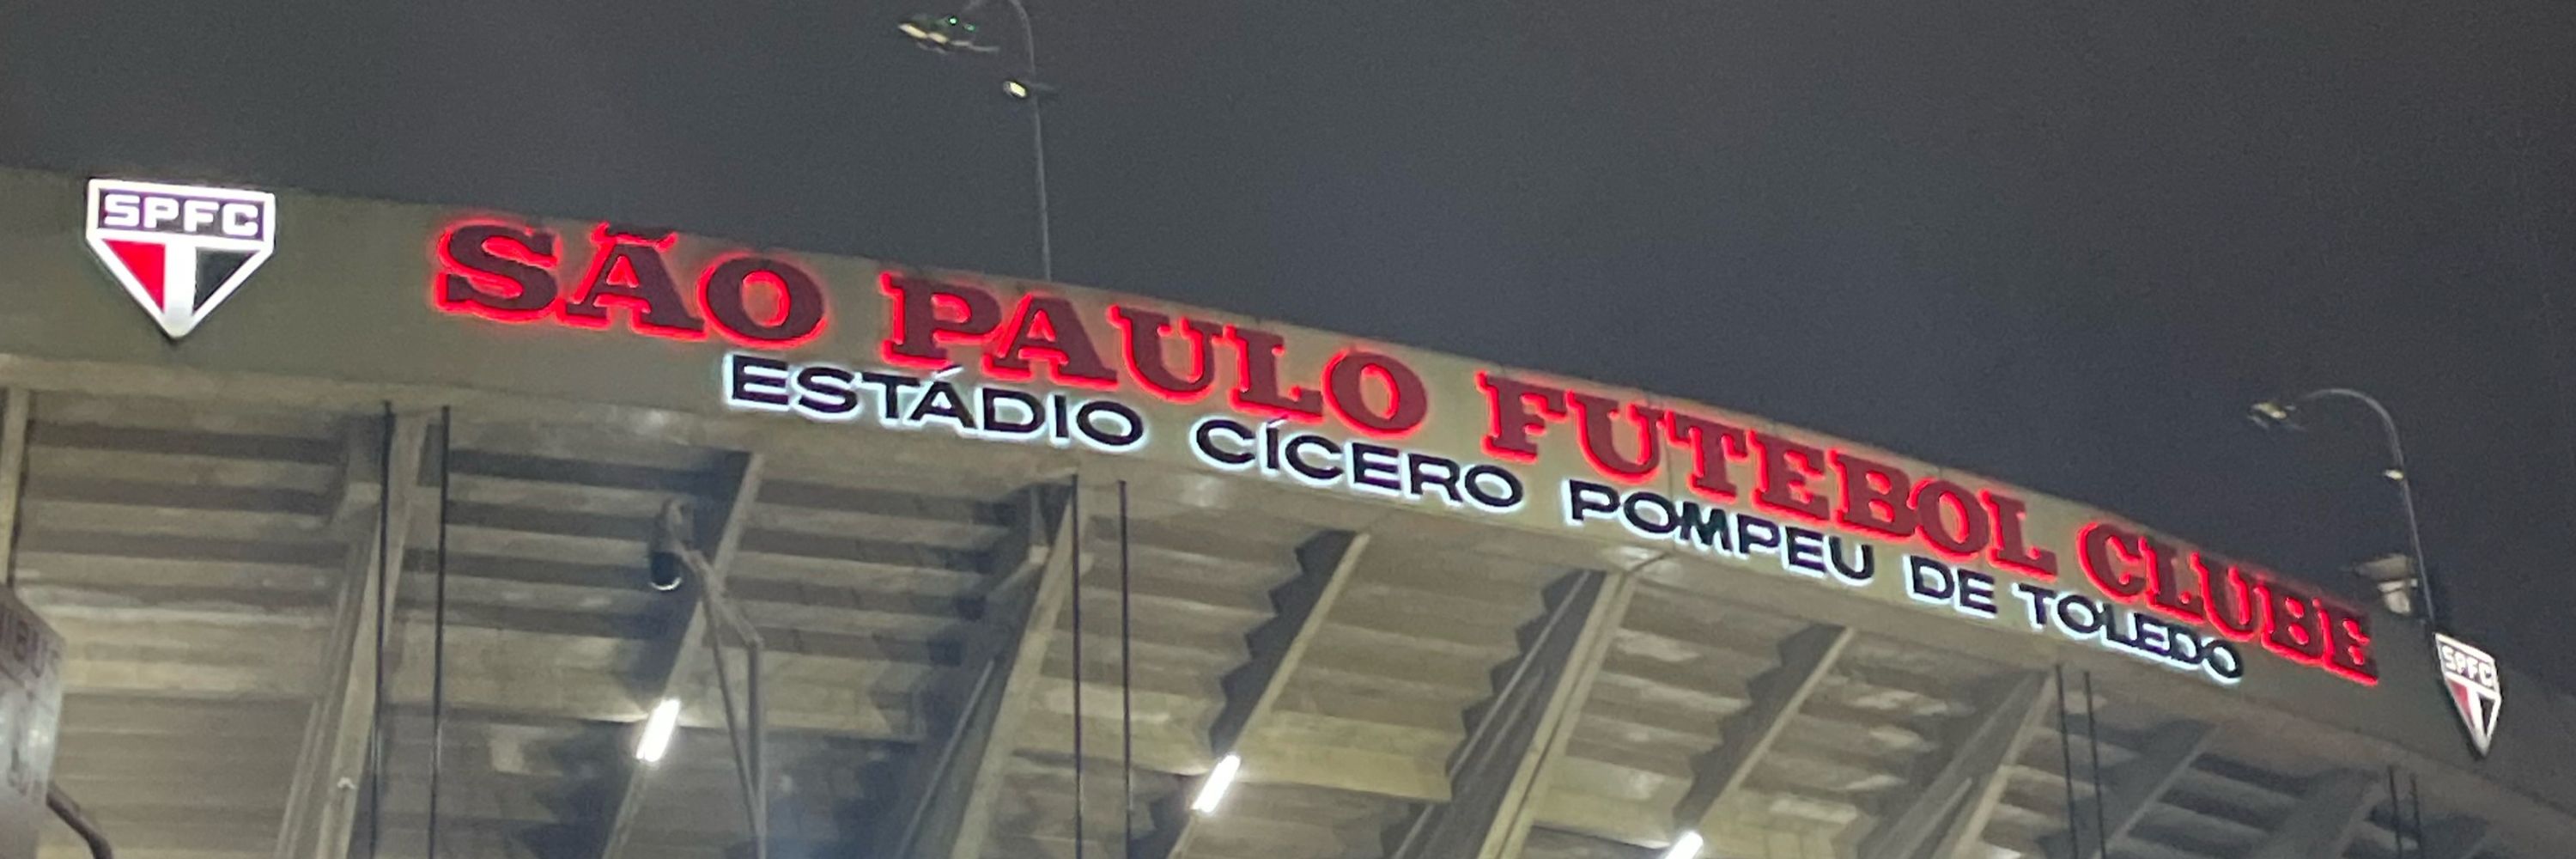 SPFC
SÃO PAULO FUTEBOL CLUBE
ESTÁDIO CÍCERO POMPEU DE TOLEDO
SPFC